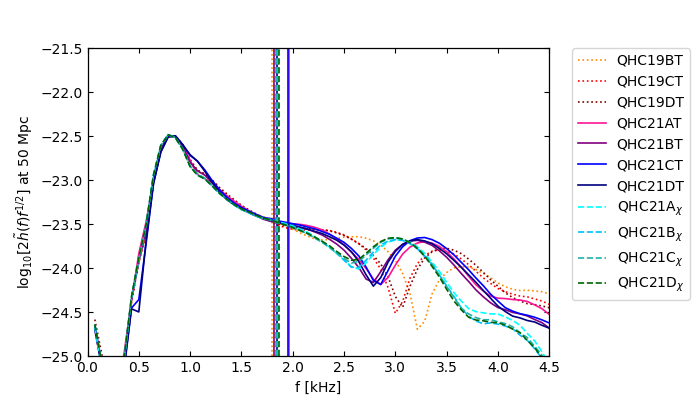 log₁₀[2h̃(f)f^{1/2}] at 50 Mpc
−21.5
−22.0
−22.5
−23.0
−23.5
−24.0
−24.5
−25.0
0.0 0.5 1.0 1.5 2.0 2.5 3.0 3.5 4.0 4.5
f [kHz]
QHC19BT
QHC19CT
QHC19DT
QHC21AT
QHC21BT
QHC21CT
QHC21DT
QHC21Aᵪ
QHC21Bᵪ
QHC21Cᵪ
QHC21Dᵪ